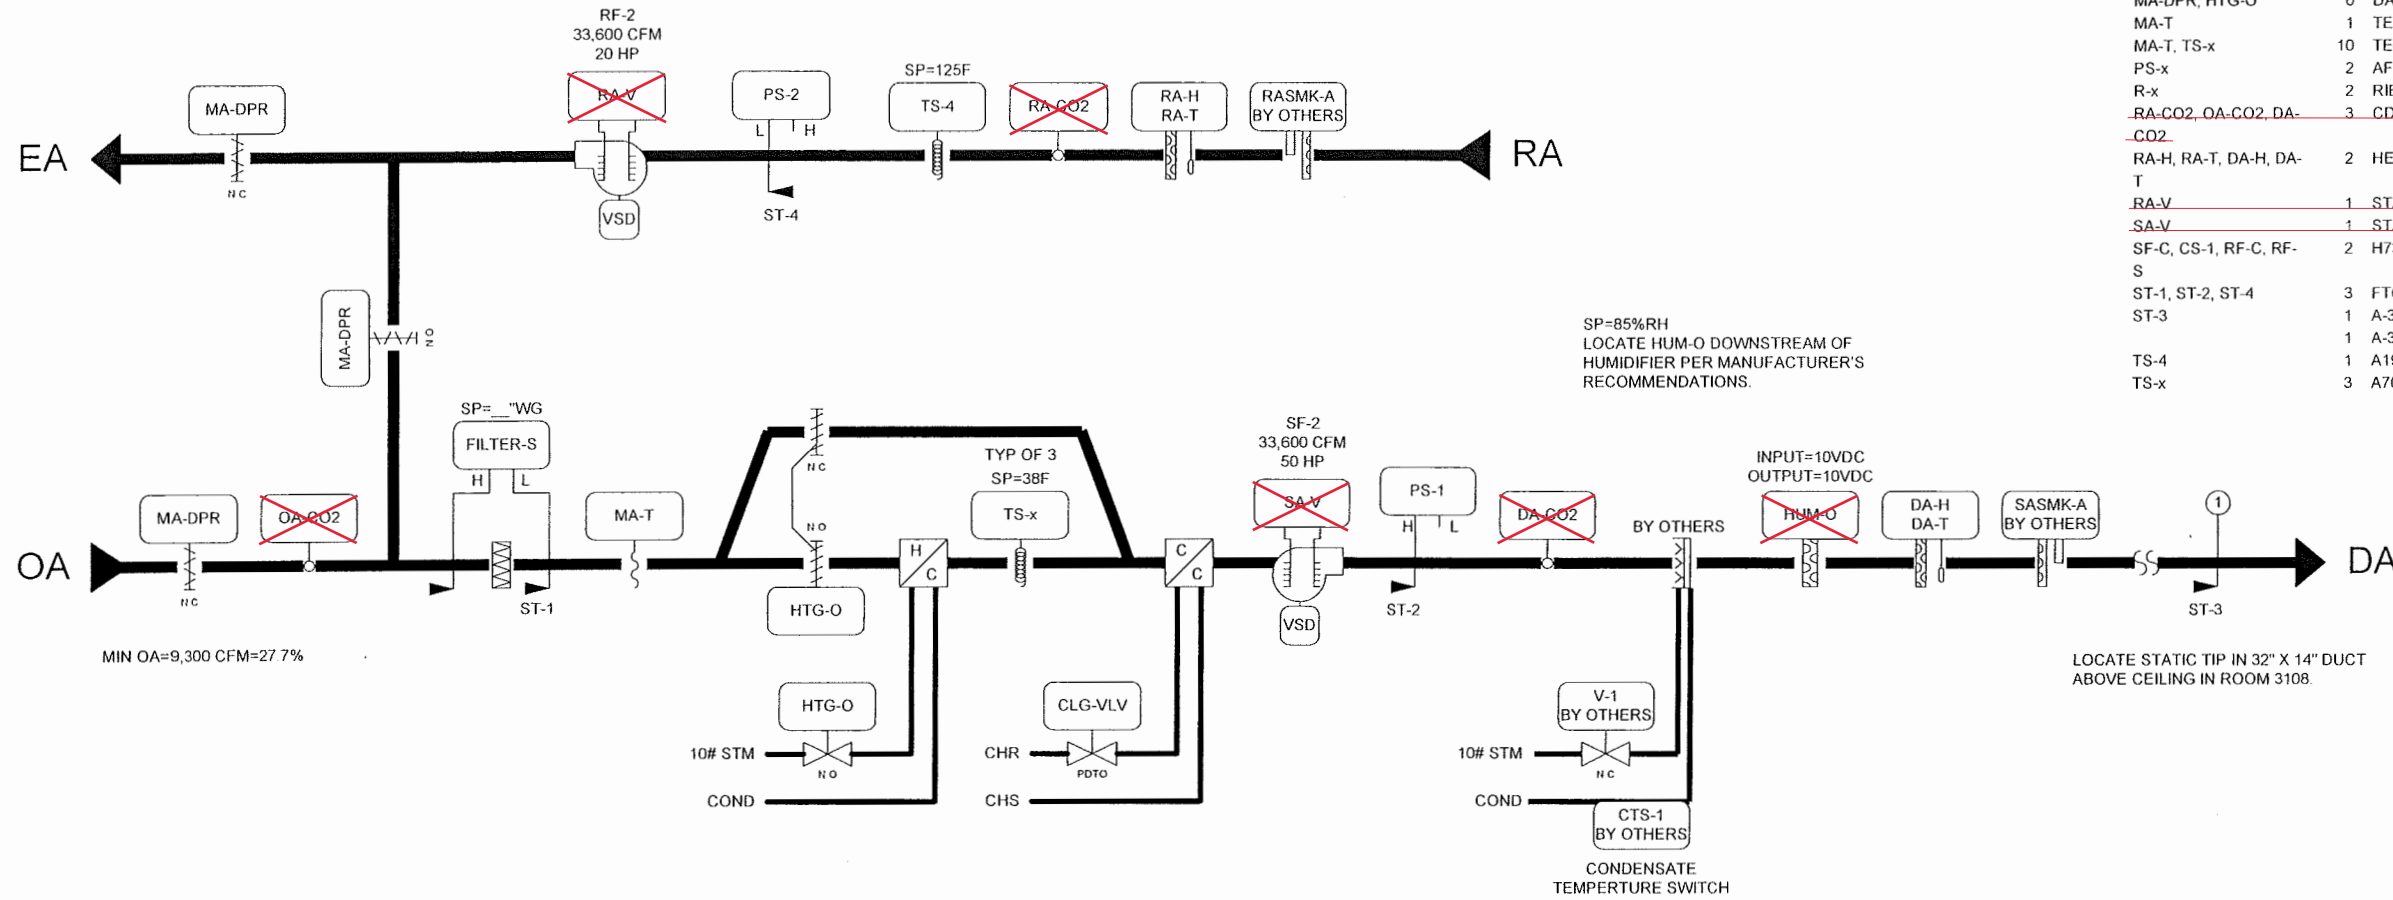 RF-2
33,600 CFM
20 HP
RA-V
MA-DPR
N C
VSD
PS-2
L H
ST-4
SP=125F
TS-4
RA-CO2
RA-H
RA-T
RASMK-A
BY OTHERS
EA
RA
MA-DPR
N O
MA-DPR, HTG-O
MA-T 1 TE
MA-T, TS-x 10 TE
PS-x 2 AF
R-x 2 RIE
RA-CO2, OA-CO2, DA- 3 CD
CO2
RA-H, RA-T, DA-H, DA- 2 HE
T
RA-V 1 ST
SA-V 1 ST
SF-C, CS-1, RF-C, RF- 2 H7
S
ST-1, ST-2, ST-4 3 FT
ST-3 1 A-3
1 A-3
TS-4 1 A19
TS-x 3 A7
SP=85%RH
LOCATE HUM-O DOWNSTREAM OF
HUMIDIFIER PER MANUFACTURER'S
RECOMMENDATIONS.
SP=__"WG
FILTER-S
H L
ST-1
MA-DPR
N C
OA-CO2
OA
MIN OA=9,300 CFM=27.7%
MA-T
N C
N O
HTG-O
TYP OF 3
SP=38F
TS-x
H
C
C
C
SF-2
33,600 CFM
50 HP
SA-V
VSD
PS-1
H L
ST-2
DA-CO2
BY OTHERS
INPUT=10VDC
OUTPUT=10VDC
HUM-O
DA-H
DA-T
SASMK-A
BY OTHERS
1
ST-3
DA
LOCATE STATIC TIP IN 32" X 14" DUCT
ABOVE CEILING IN ROOM 3108.
HTG-O
10# STM
N O
COND
CLG-VLV
CHR
PDTO
CHS
V-1
BY OTHERS
10# STM
N C
COND
CTS-1
BY OTHERS
CONDENSATE
TEMPERTURE SWITCH